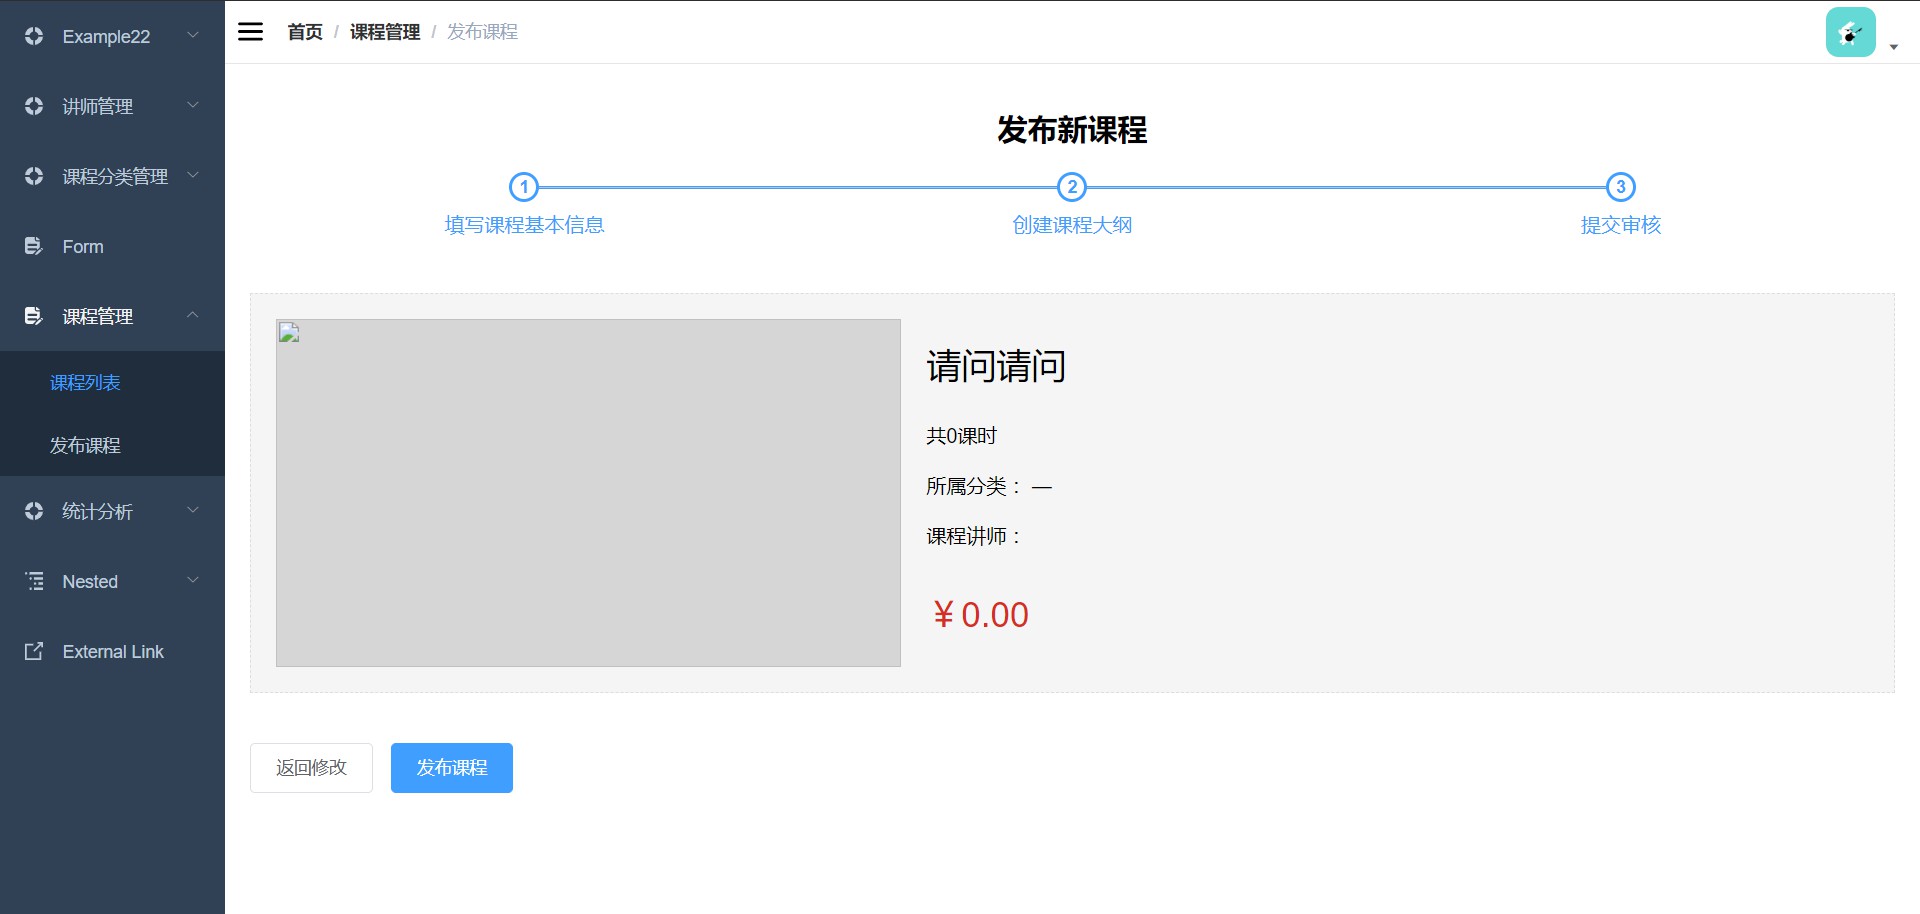 Example22
讲师管理
课程分类管理
Form
课程管理
课程列表
发布课程
统计分析
Nested
External Link
首页 / 课程管理 / 发布课程
发布新课程
1 2 3
填写课程基本信息 创建课程大纲 提交审核
请问请问
共0课时
所属分类： —
课程讲师：
¥ 0.00
返回修改 发布课程